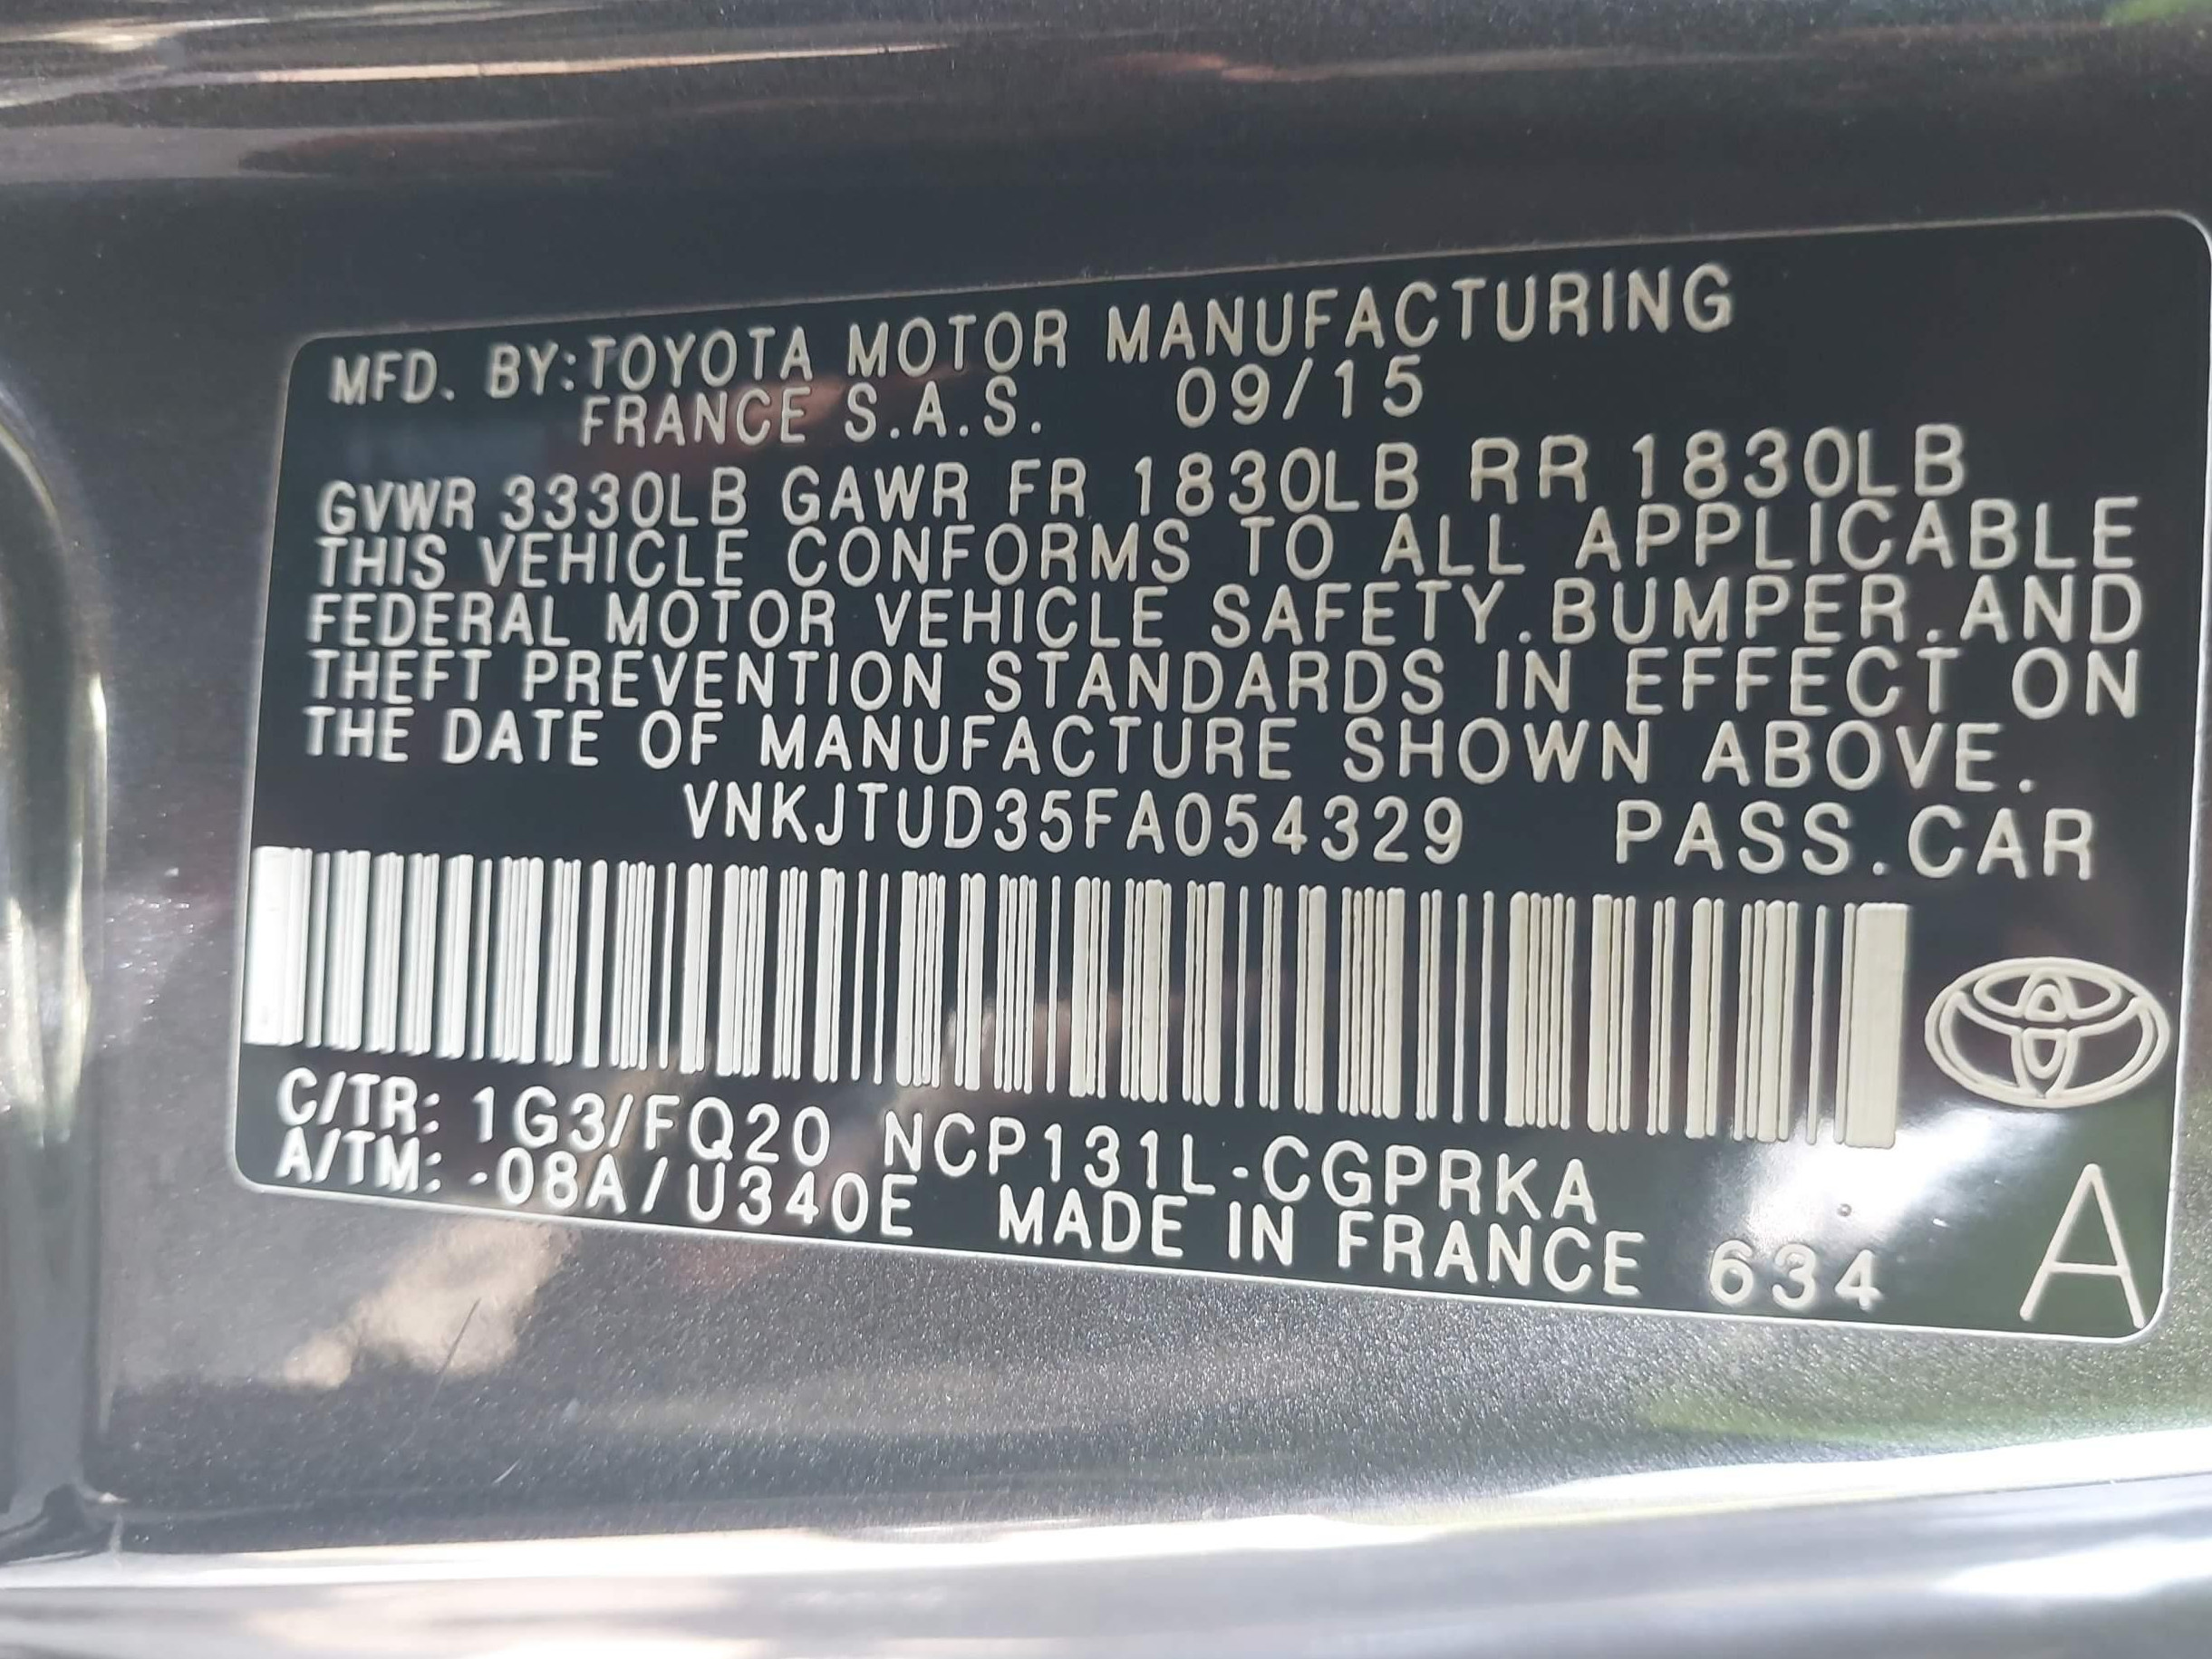 MFD. BY:TOYOTA MOTOR MANUFACTURING
FRANCE S.A.S. 09/15
GVWR 3330LB GAWR FR 1830LB RR 1830LB
THIS VEHICLE CONFORMS TO ALL APPLICABLE
FEDERAL MOTOR VEHICLE SAFETY.BUMPER.AND
THEFT PREVENTION STANDARDS IN EFFECT ON
THE DATE OF MANUFACTURE SHOWN ABOVE.
VNKJTUD35FA054329 PASS.CAR
C/TR: 1G3/FQ20 NCP131L-CGPRKA
A/TM: -08A/U340E MADE IN FRANCE 634
A